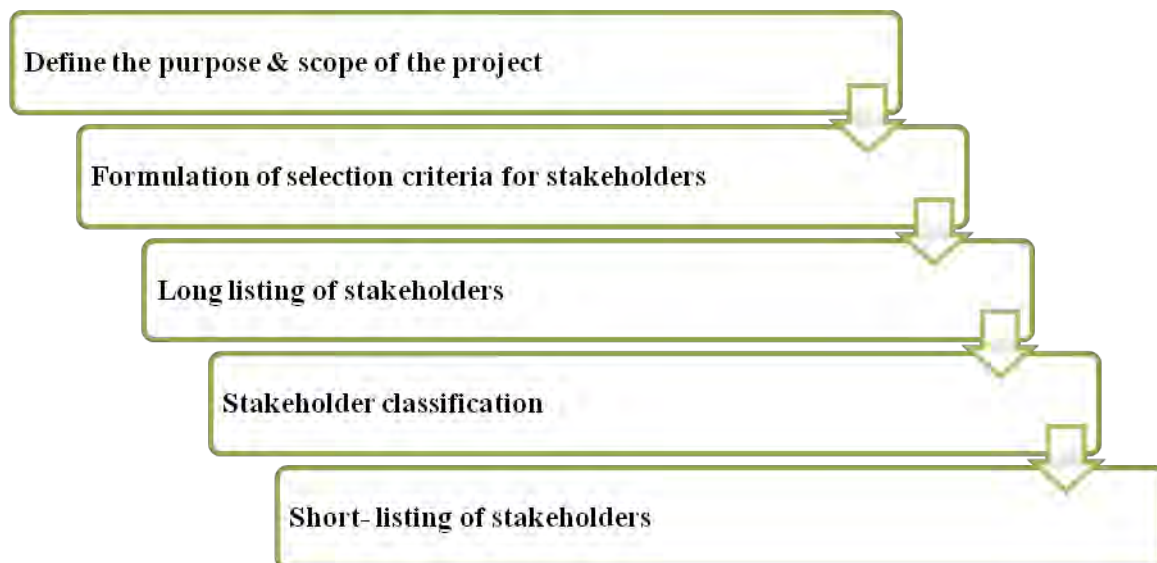 Define the purpose & scope of the project
Formulation of selection criteria for stakeholders
Long listing of stakeholders
Stakeholder classification
Short- listing of stakeholders